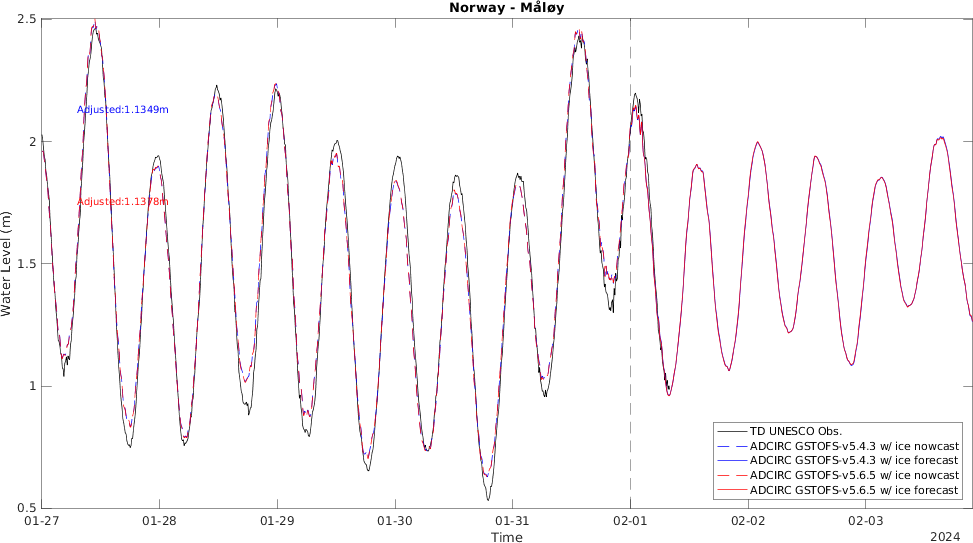 Norway - Måløy
2.5
2
1.5
1
0.5
Water Level (m)
Adjusted:1.1349m
Adjusted:1.1378m
TD UNESCO Obs.
ADCIRC GSTOFS-v5.4.3 w/ ice nowcast
ADCIRC GSTOFS-v5.4.3 w/ ice forecast
ADCIRC GSTOFS-v5.6.5 w/ ice nowcast
ADCIRC GSTOFS-v5.6.5 w/ ice forecast
01-27 01-28 01-29 01-30 01-31 02-01 02-02 02-03
Time
2024